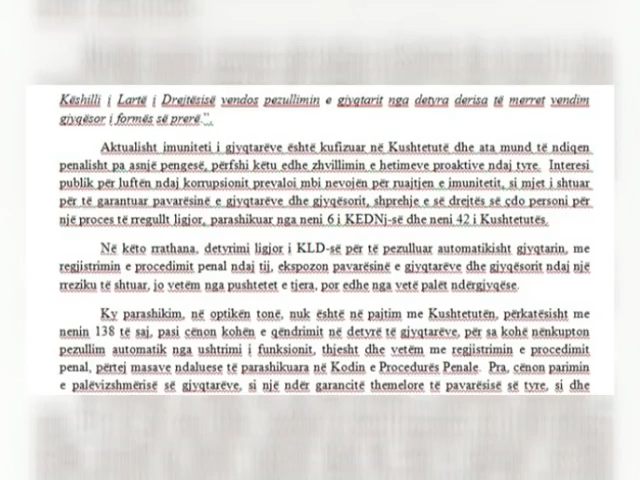 Këshilli i Lartë i Drejtësisë vendos pezullimin e gjyqtarit nga detyra derisa të merret vendim
gjyqësor i formës së prerë.”.
Aktualisht imuniteti i gjyqtarëve është kufizuar në Kushtetutë dhe ata mund të ndiqen
penalisht pa asnjë pengesë, përfshi këtu edhe zhvillimin e hetimeve proaktive ndaj tyre. Interesi
publik për luftën ndaj korrupsionit prevaloi mbi nevojën për ruajtjen e imunitetit, si mjet i shtuar
për të garantuar pavarësinë e gjyqtarëve dhe gjyqësorit, shprehje e së drejtës së çdo personi për
një proces të rregullt ligjor, parashikuar nga neni 6 i KEDNj-së dhe neni 42 i Kushtetutës.
Në këto rrathana, detyrimi ligjor i KLD-së për të pezulluar automatikisht gjyqtarin, me
regjistrimin e procedimit penal ndaj tij, ekspozon pavarësinë e gjyqtarëve dhe gjyqësorit ndaj një
rreziku të shtuar, jo vetëm nga pushtetet e tjera, por edhe nga vetë palët ndërgjyqëse.
Ky parashikim, në optikën tonë, nuk është në pajtim me Kushtetutën, përkatësisht me
nenin 138 të saj, pasi cënon kohën e qëndrimit në detyrë të gjyqtarëve, për sa kohë nënkupton
pezullim automatik nga ushtrimi i funksionit, thjesht dhe vetëm me regjistrimin e procedimit
penal, përtej masave ndaluese të parashikuara në Kodin e Procedurës Penale. Pra, cënon parimin
e palëvizshmërisë së gjyqtarëve, si një ndër garancitë themelore të pavarësisë së tyre, si dhe